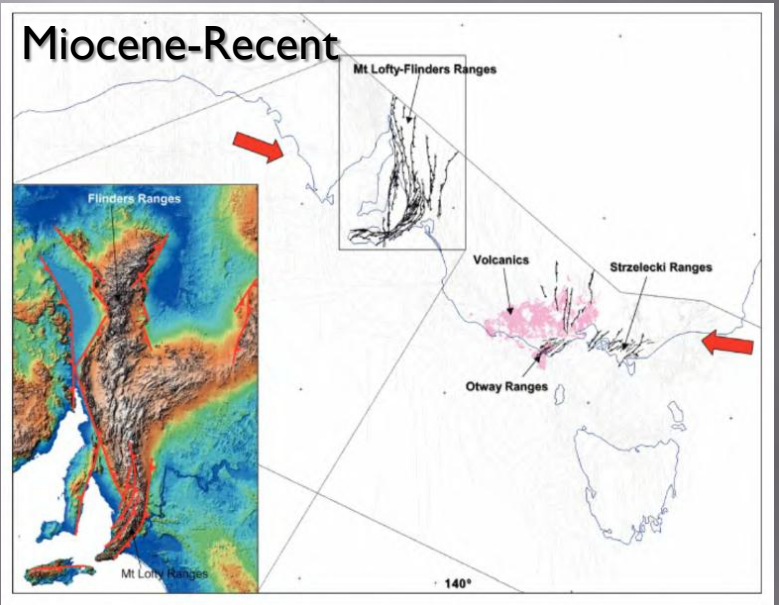 Miocene-Recent
Mt Lofty-Flinders Ranges
Flinders Ranges
Volcanics
Strzelecki Ranges
Otway Ranges
Mt Lofty Ranges
140°